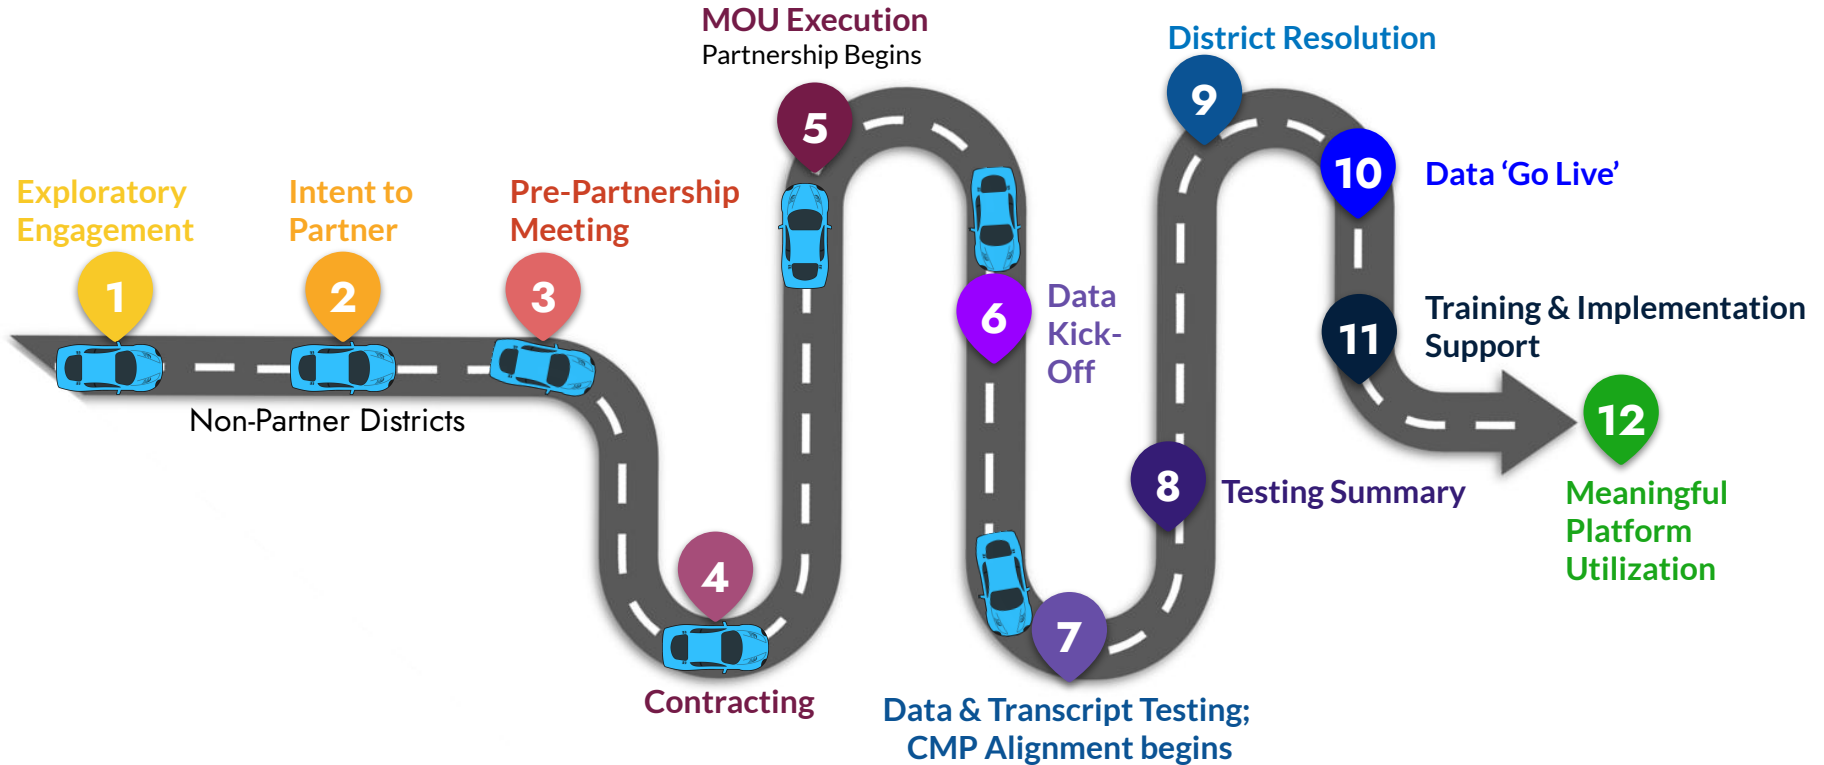 Exploratory
Engagement
1
Intent to
Partner
2
Pre-Partnership
Meeting
3
Non-Partner Districts
4
Contracting
MOU Execution
Partnership Begins
5
6
Data
Kick-
Off
7
Data & Transcript Testing;
CMP Alignment begins
8
Testing Summary
District Resolution
9
10
Data ‘Go Live’
11
Training & Implementation
Support
12
Meaningful
Platform
Utilization